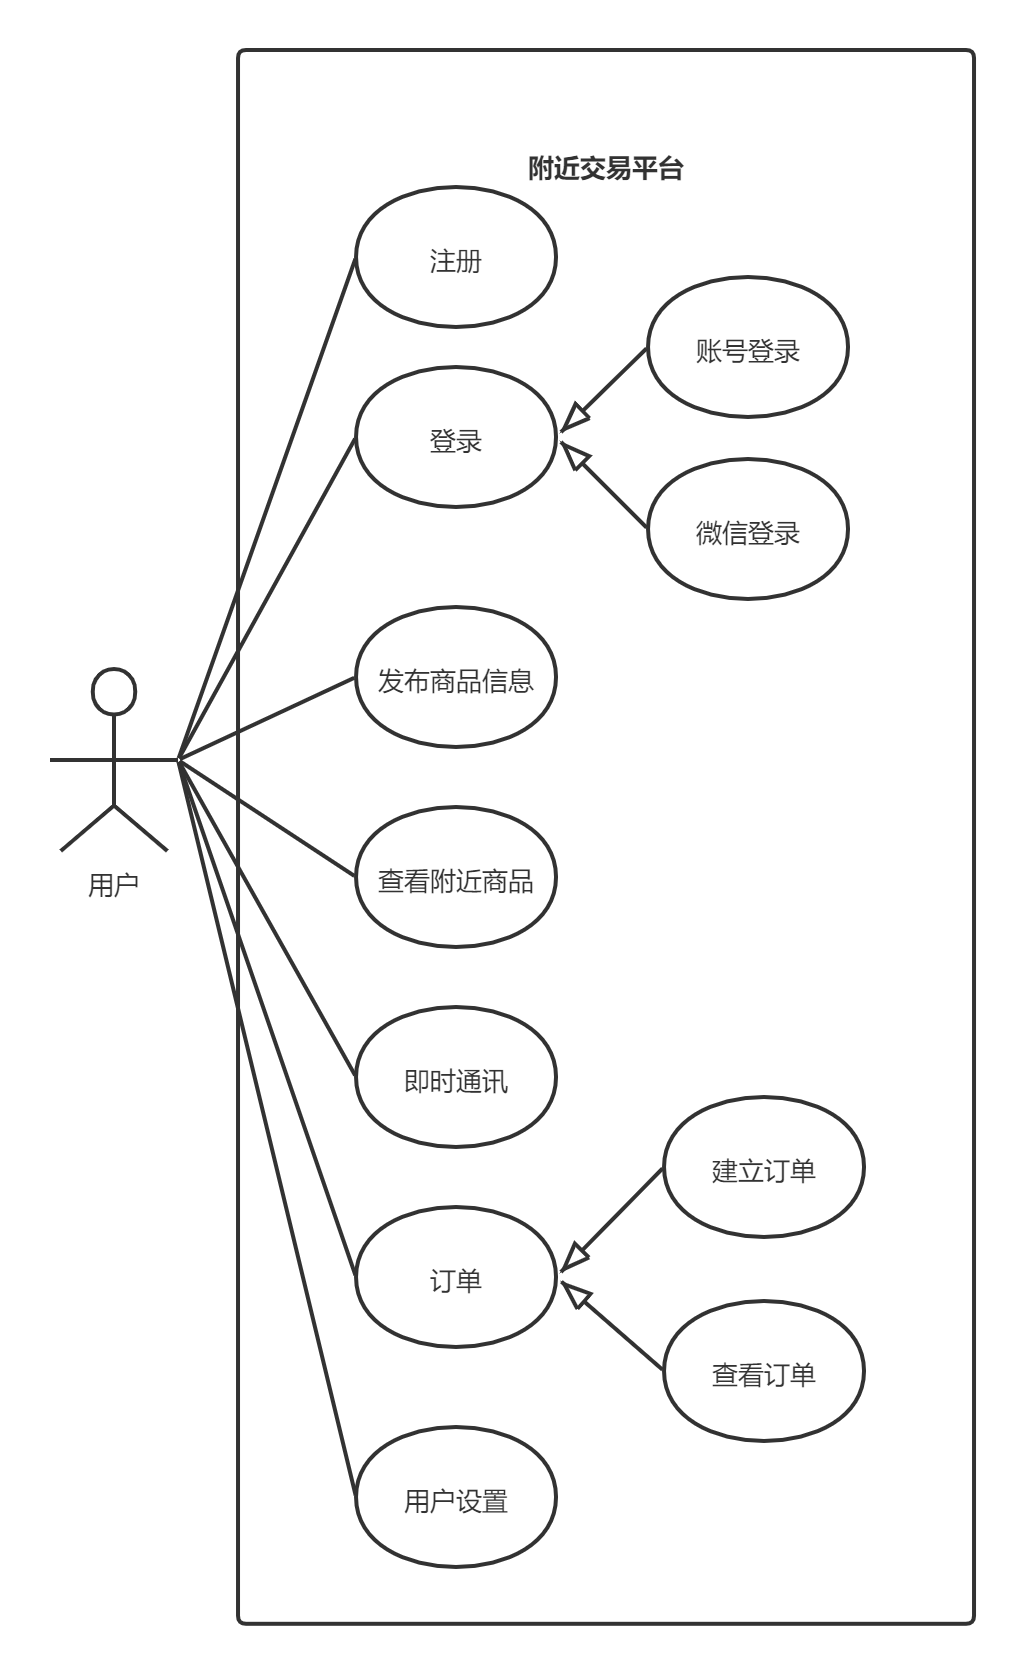 附近交易平台
注册
账号登录
登录
微信登录
发布商品信息
查看附近商品
用户
即时通讯
建立订单
订单
查看订单
用户设置